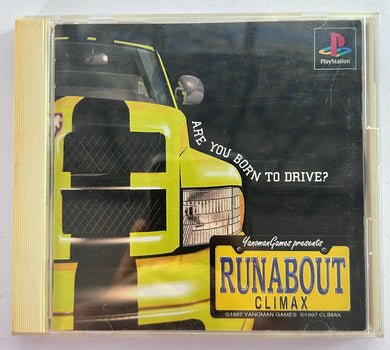 PlayStation
ARE YOU BORN TO DRIVE?
YanomanGames presents
RUNABOUT
CLIMAX
©1997 YANOMAN GAMES ©1997 CLIMAX